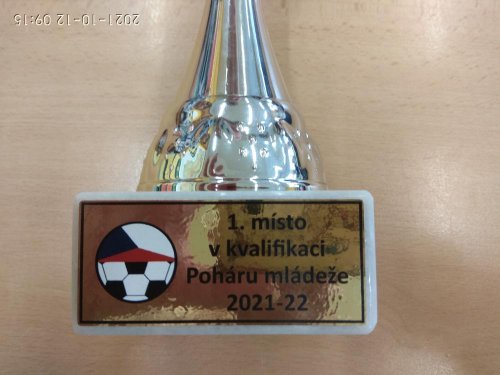 2021-10-12 09:15
1. místo
v kvalifikaci
Poháru mládeže
2021-22